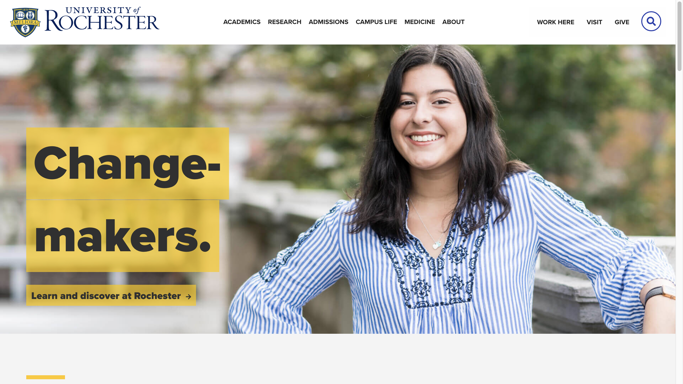 MELIORA
UNIVERSITY of
ROCHESTER
ACADEMICS RESEARCH ADMISSIONS CAMPUS LIFE MEDICINE ABOUT
WORK HERE VISIT GIVE
Change-
makers.
Learn and discover at Rochester →